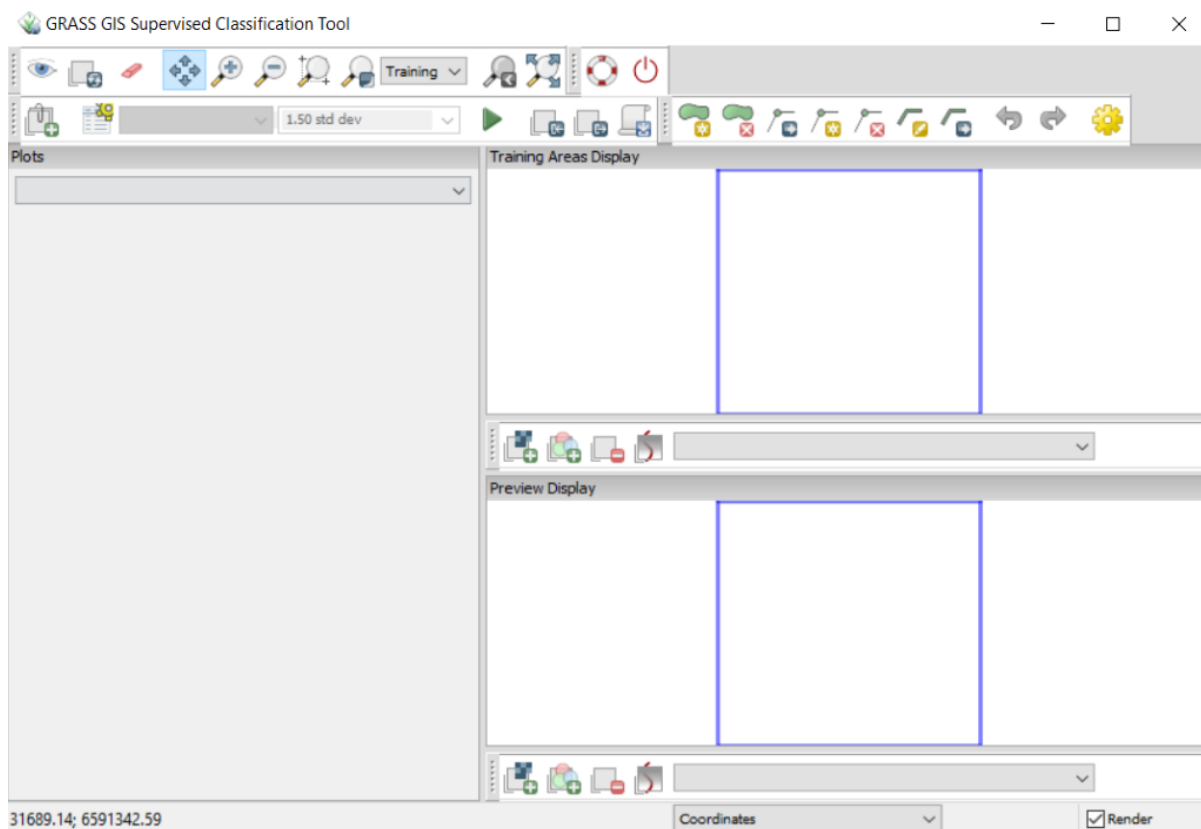 GRASS GIS Supervised Classification Tool
Training
1.50 std dev
Plots
Training Areas Display
Preview Display
31689.14; 6591342.59
Coordinates
Render